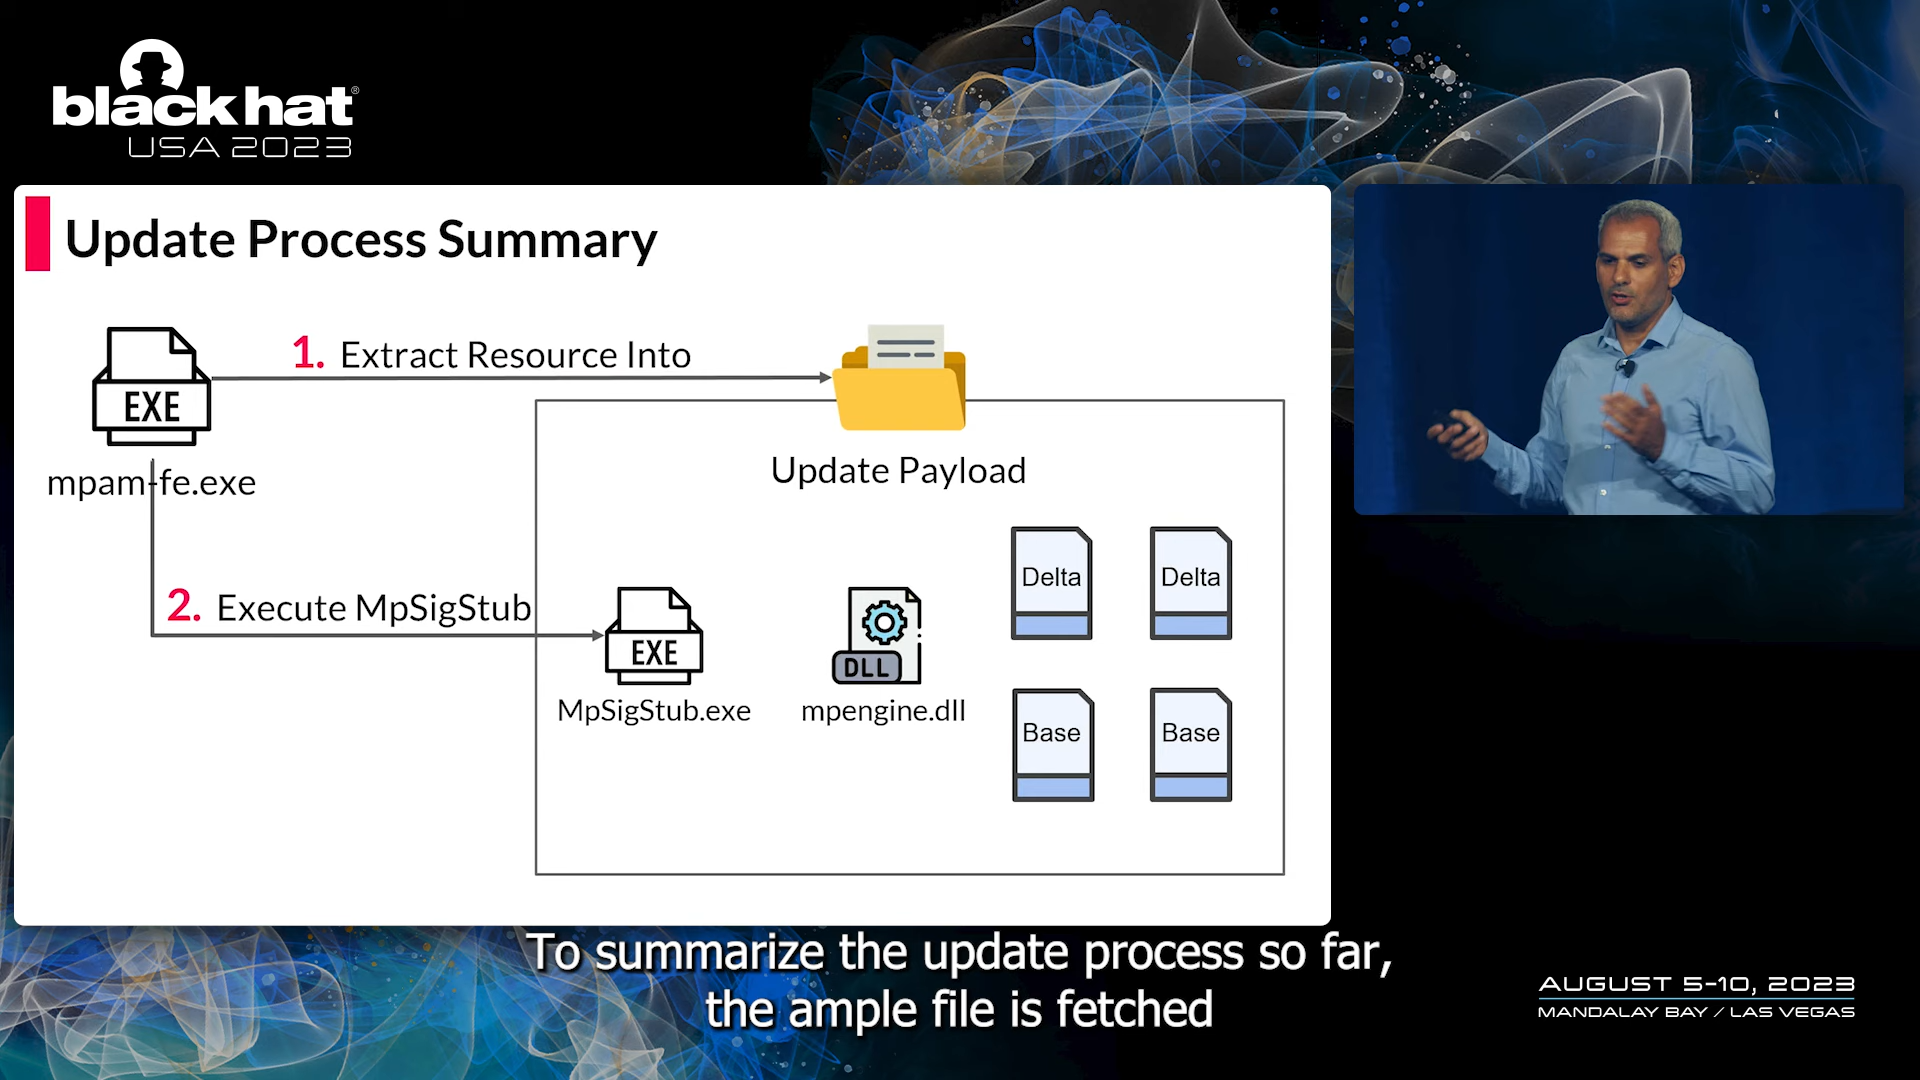 black hat®
USA 2023
Update Process Summary
1. Extract Resource Into
EXE
mpam-fe.exe
Update Payload
2. Execute MpSigStub
EXE
MpSigStub.exe
DLL
mpengine.dll
Delta
Delta
Base
Base
To summarize the update process so far,
the ample file is fetched
AUGUST 5-10, 2023
MANDALAY BAY / LAS VEGAS